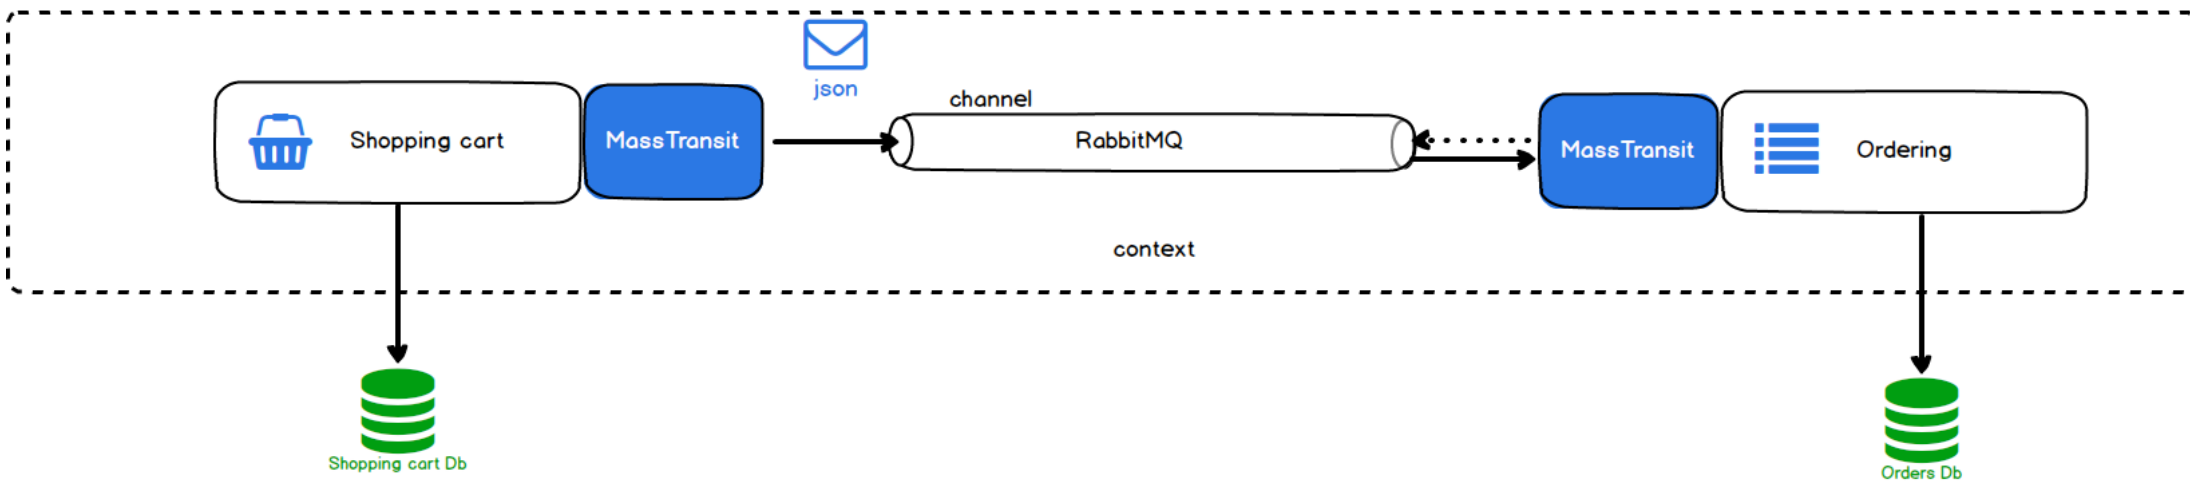 json
channel
Shopping cart
MassTransit
RabbitMQ
MassTransit
Ordering
context
Shopping cart Db
Orders Db